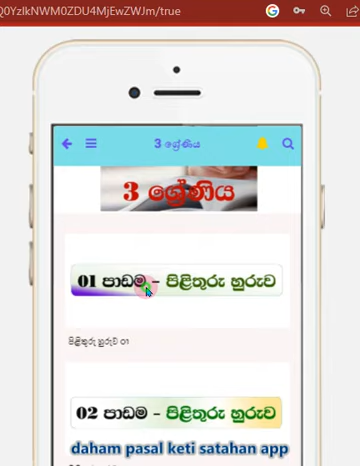 Q0YzlkNWM0ZDU4MjEwZWJm/true
3 ශ්‍රේණිය
3 ශ්‍රේණිය
01 පාඩම - පිළිතුරු හුරුව
පිළිතුරු හුරුව 01
02 පාඩම - පිළිතුරු හුරුව
daham pasal keti satahan app